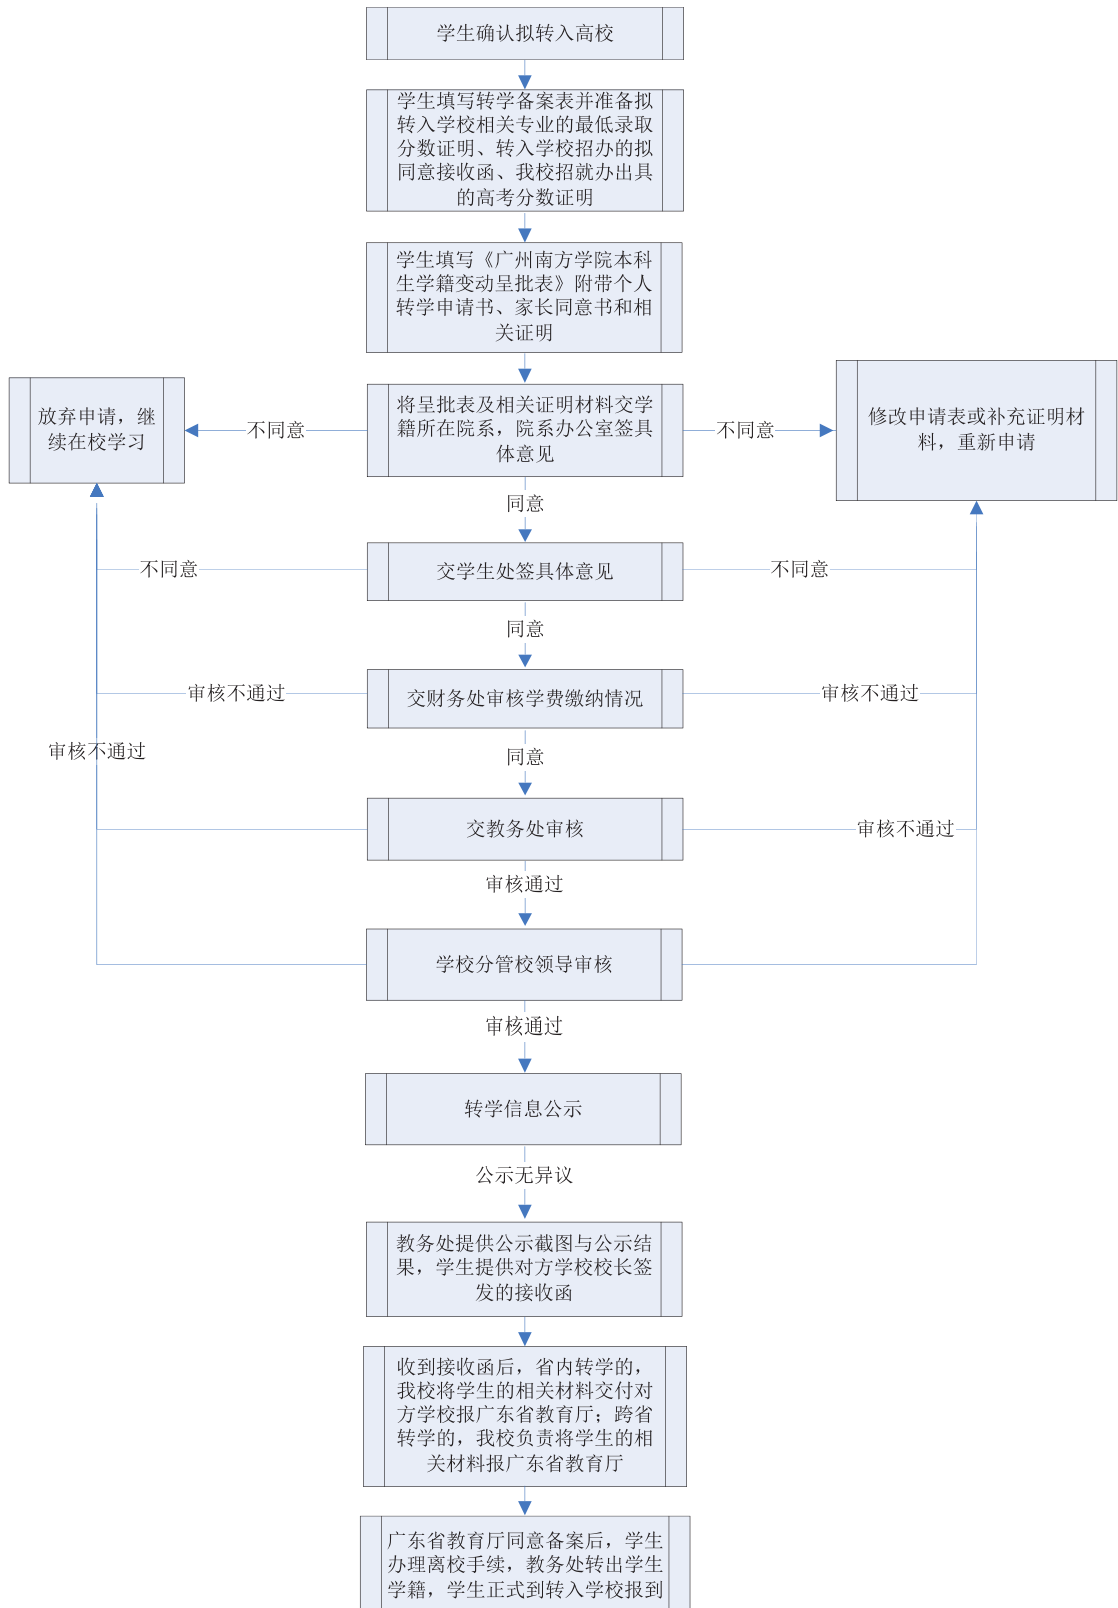 学生确认拟转入高校
学生填写转学备案表并准备拟
转入学校相关专业的最低录取
分数证明、转入学校招办的拟
同意接收函、我校招就办出具
的高考分数证明
学生填写《广州南方学院本科
生学籍变动呈批表》附带个人
转学申请书、家长同意书和相
关证明
放弃申请，继
续在校学习
不同意
将呈批表及相关证明材料交学
籍所在院系，院系办公室签具
体意见
不同意
修改申请表或补充证明材
料，重新申请
同意
不同意
交学生处签具体意见
不同意
同意
审核不通过
交财务处审核学费缴纳情况
审核不通过
审核不通过
同意
交教务处审核
审核不通过
审核通过
学校分管校领导审核
审核通过
转学信息公示
公示无异议
教务处提供公示截图与公示结
果，学生提供对方学校校长签
发的接收函
收到接收函后，省内转学的，
我校将学生的相关材料交付对
方学校报广东省教育厅；跨省
转学的，我校负责将学生的相
关材料报广东省教育厅
广东省教育厅同意备案后，学生
办理离校手续，教务处转出学生
学籍，学生正式到转入学校报到